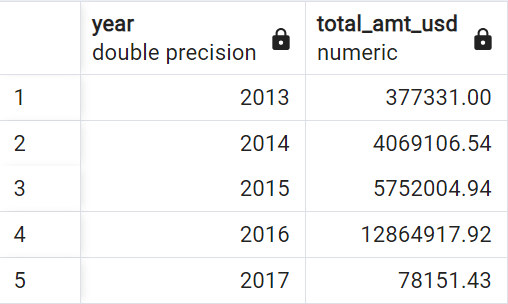 year total_amt_usd
double precision numeric
1 2013 377331.00
2 2014 4069106.54
3 2015 5752004.94
4 2016 12864917.92
5 2017 78151.43